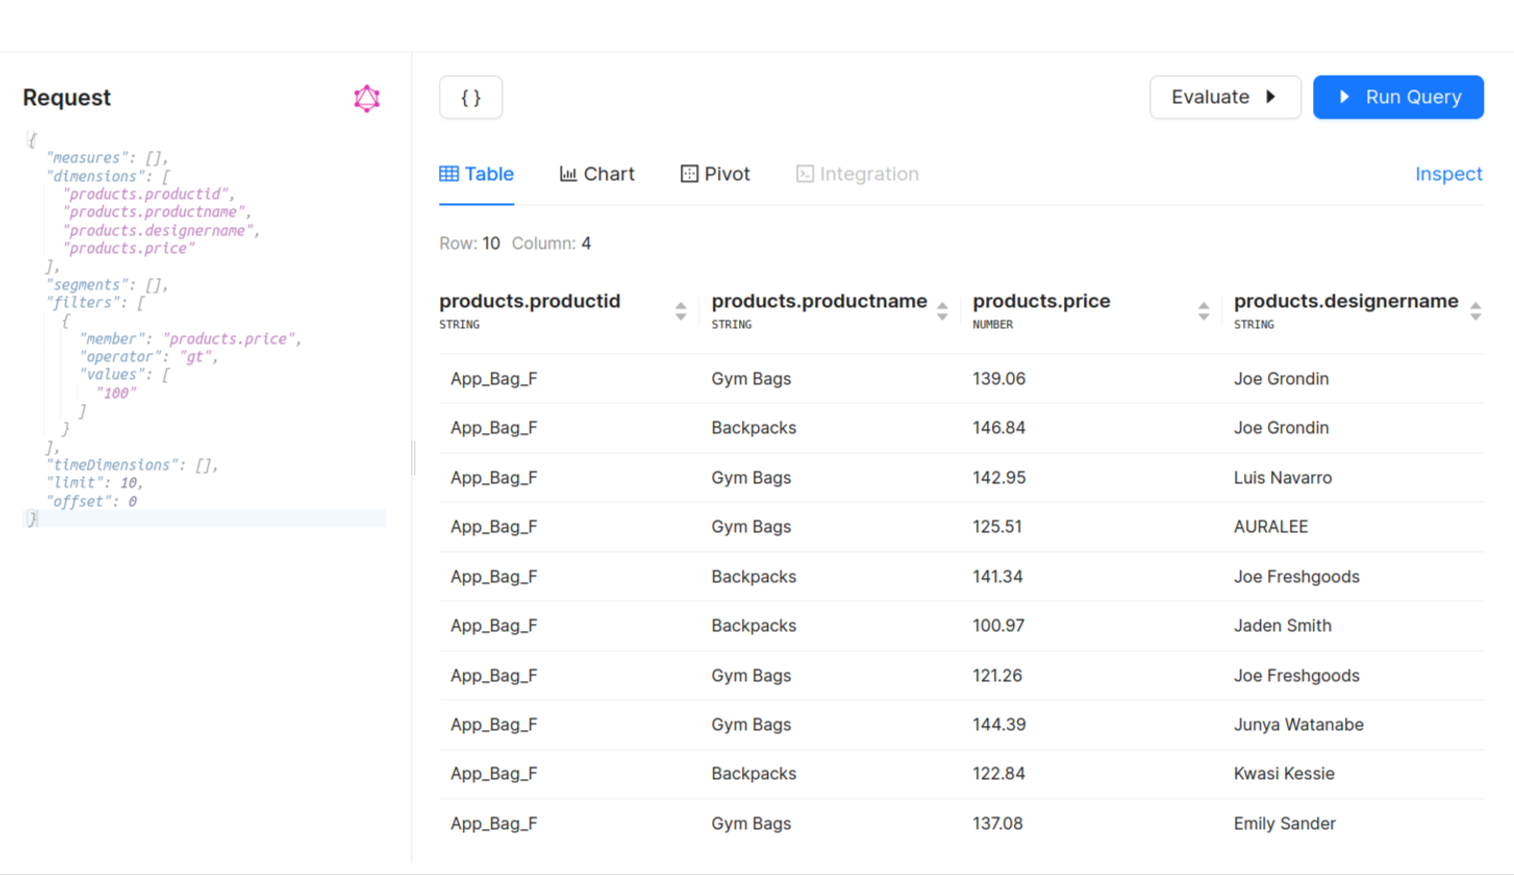 Request
{
"measures": [],
"dimensions": [
"products.productid",
"products.productname",
"products.designername",
"products.price"
],
"segments": [],
"filters": [
{
"member": "products.price",
"operator": "gt",
"values": [
"100"
]
}
],
"timeDimensions": [],
"limit": 10,
"offset": 0
}
{ } Evaluate Run Query
Table Chart Pivot Integration Inspect
Row: 10 Column: 4
products.productid products.productname products.price products.designername
STRING STRING NUMBER STRING
App_Bag_F Gym Bags 139.06 Joe Grondin
App_Bag_F Backpacks 146.84 Joe Grondin
App_Bag_F Gym Bags 142.95 Luis Navarro
App_Bag_F Gym Bags 125.51 AURALEE
App_Bag_F Backpacks 141.34 Joe Freshgoods
App_Bag_F Backpacks 100.97 Jaden Smith
App_Bag_F Gym Bags 121.26 Joe Freshgoods
App_Bag_F Gym Bags 144.39 Junya Watanabe
App_Bag_F Backpacks 122.84 Kwasi Kessie
App_Bag_F Gym Bags 137.08 Emily Sander